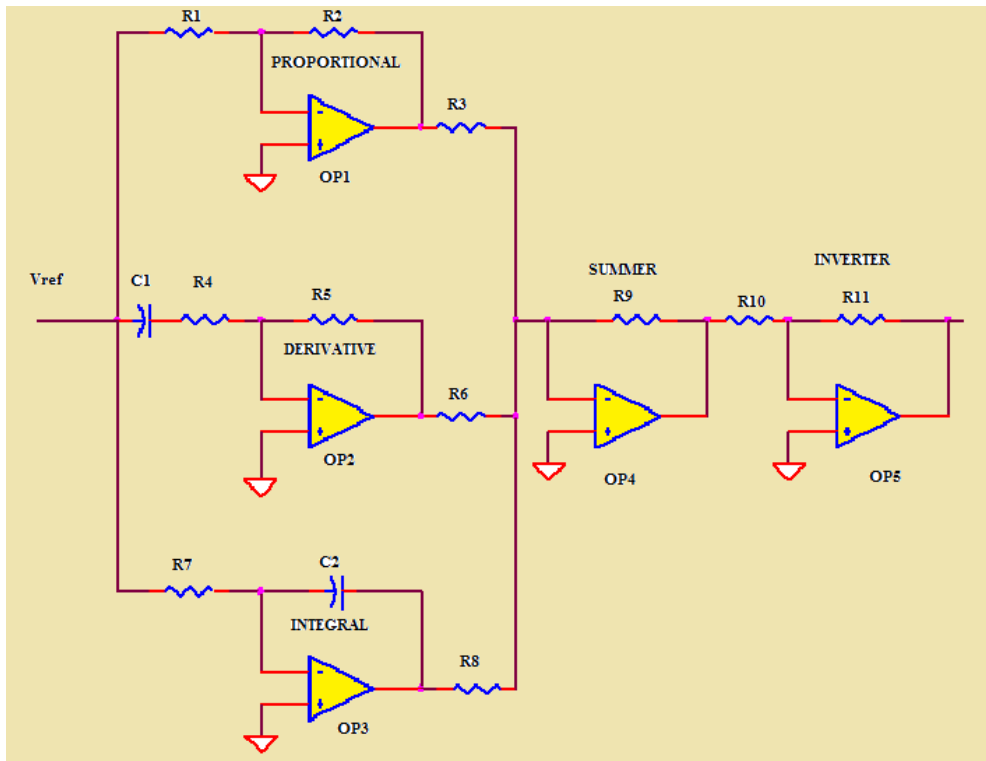 R1 R2
PROPORTIONAL
R3
-
+
OP1
Vref
C1 R4 R5
DERIVATIVE
R6
-
+
OP2
SUMMER
R9
-
+
OP4
R10
INVERTER
R11
-
+
OP5
R7 C2
INTEGRAL
R8
-
+
OP3